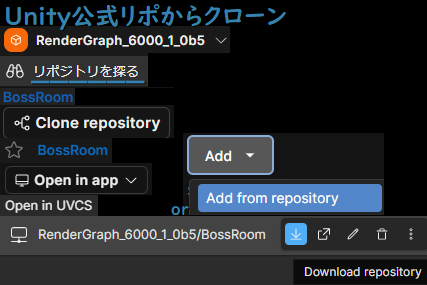 Unity公式リポからクローン
RenderGraph_6000_1_0b5
リポジトリを探る
BossRoom
Clone repository
BossRoom
Add
Open in app
Add from repository
Open in UVCS
or
RenderGraph_6000_1_0b5/BossRoom
Download repository